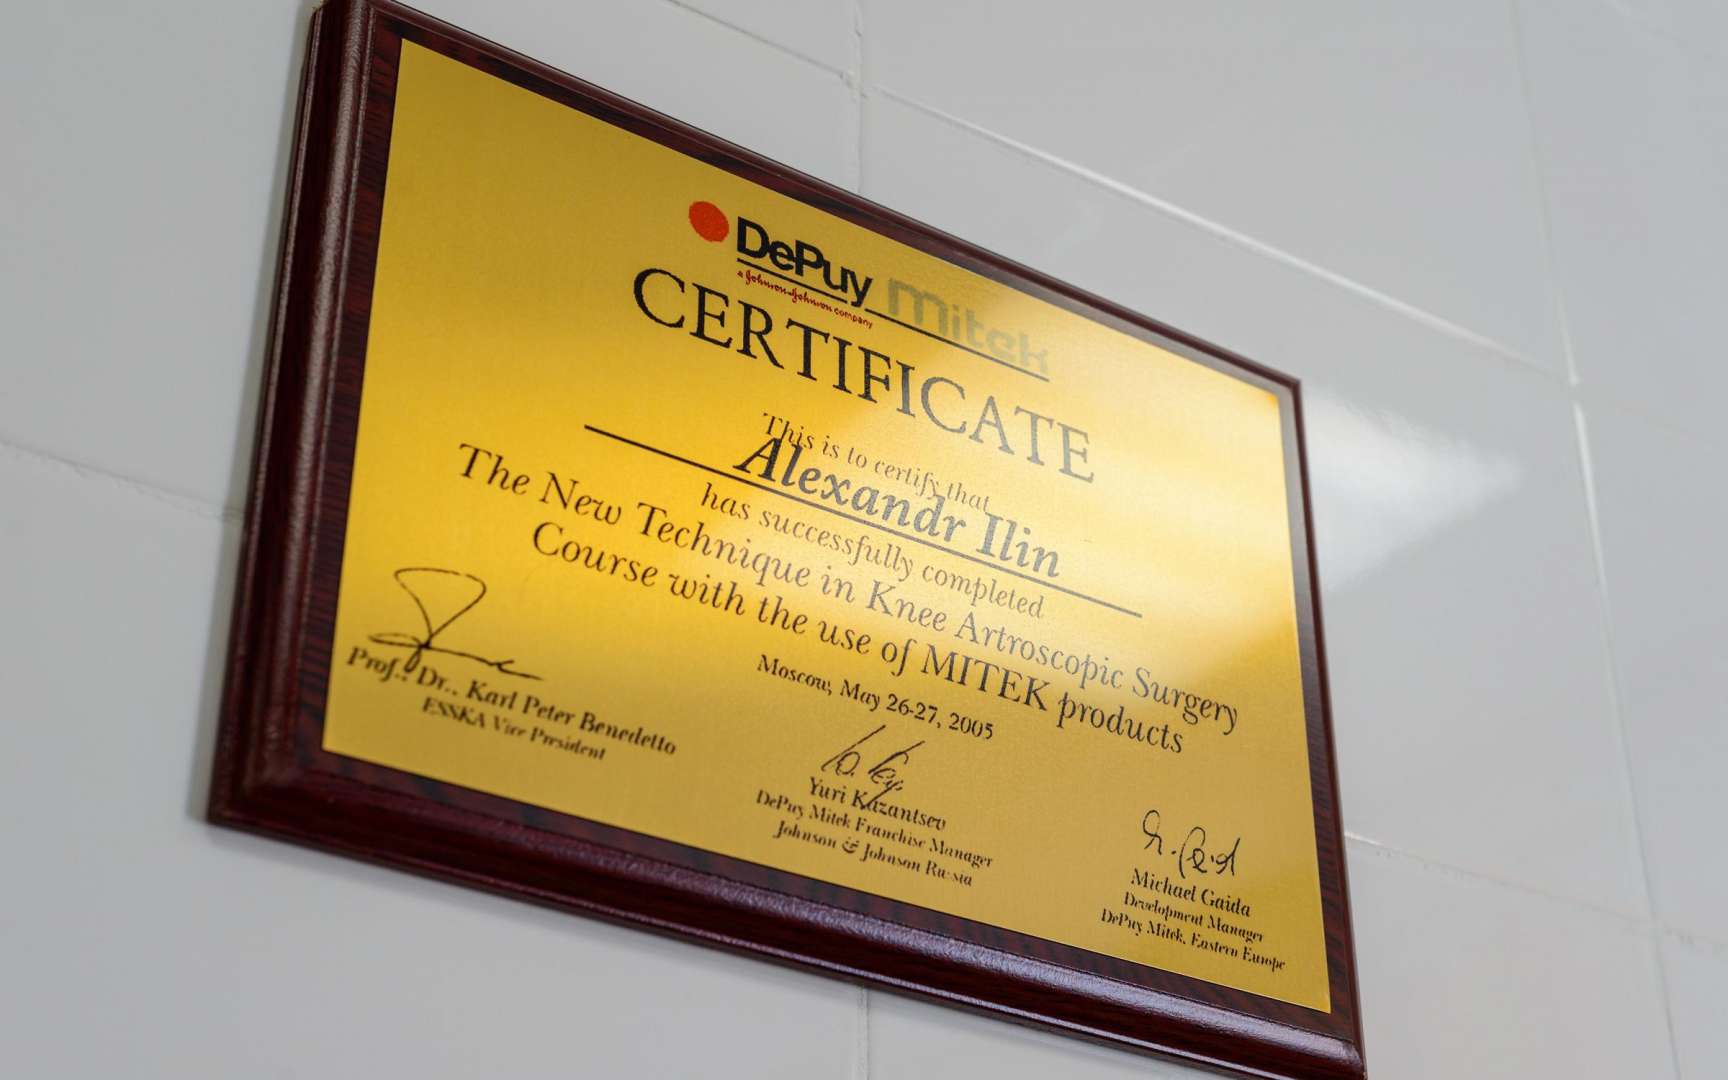 DePuy mitek
a Johnson & Johnson company
CERTIFICATE
This is to certify that
Alexandr Ilin
has successfully completed
The New Technique in Knee Artroscopic Surgery
Course with the use of MITEK products
Moscow, May 26-27, 2005
Prof., Dr., Karl Peter Benedetto
ESSKA Vice President
Yuri Kazantsev
DePuy Mitek Franchise Manager
Johnson & Johnson Russia
Michael Gaida
Development Manager
DePuy Mitek, Eastern Europe